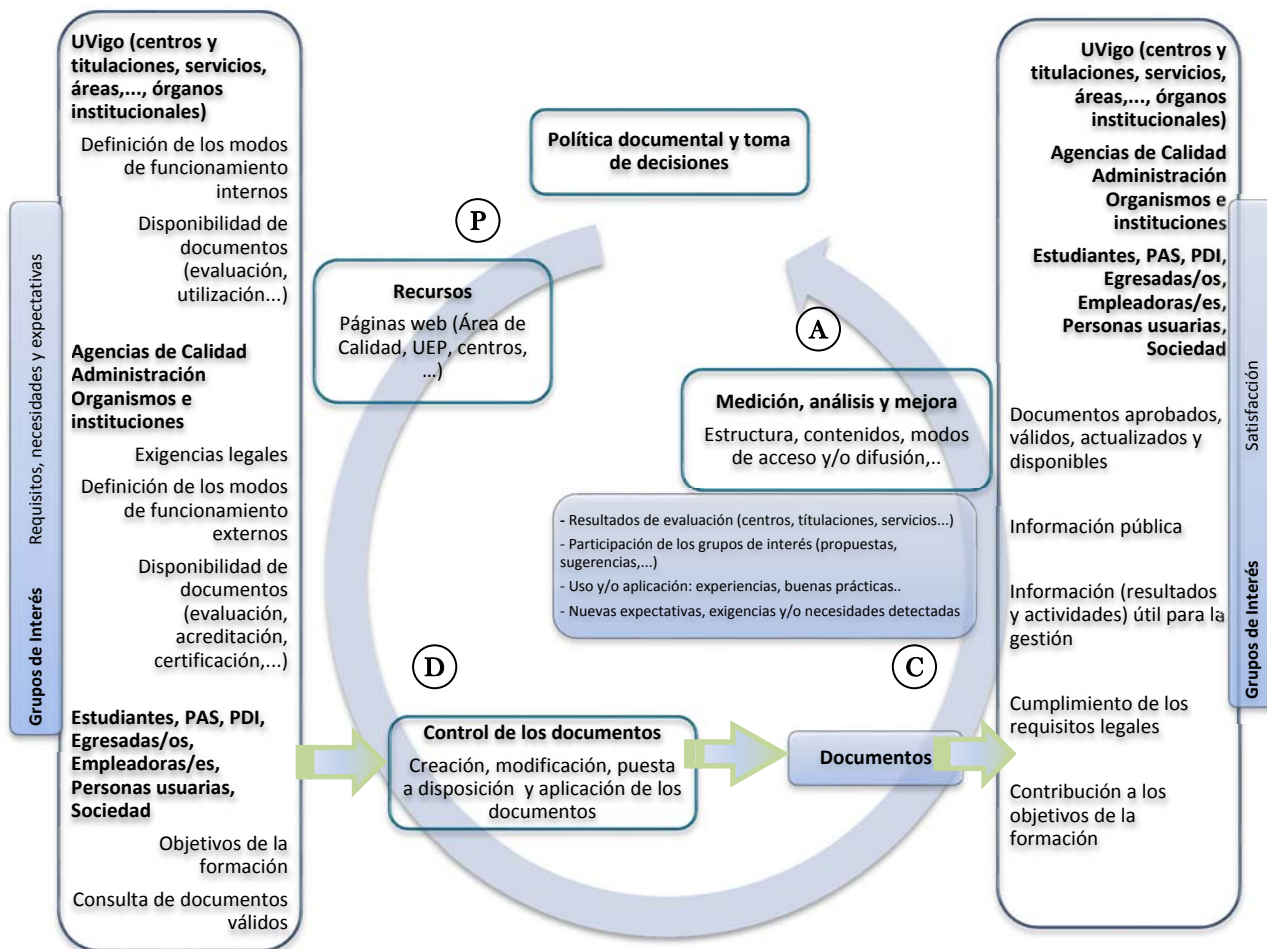 UVigo (centros y
titulaciones, servicios,
áreas,..., órganos
institucionales)
Definición de los modos
de funcionamiento
internos
Disponibilidad de
documentos
(evaluación,
utilización...)
Agencias de Calidad
Administración
Organismos e
instituciones
Exigencias legales
Definición de los modos
de funcionamiento
externos
Disponibilidad de
documentos
(evaluación,
acreditación,
certificación,...)
Estudiantes, PAS, PDI,
Egresadas/os,
Empleadoras/es,
Personas usuarias,
Sociedad
Objetivos de la
formación
Consulta de documentos
válidos
Grupos de Interés Requisitos, necesidades y expectativas
Política documental y toma
de decisiones
P
Recursos
Páginas web (Área de
Calidad, UEP, centros,
...)
A
Medición, análisis y mejora
Estructura, contenidos, modos
de acceso y/o difusión,..
- Resultados de evaluación (centros, títulaciones, servicios...)
- Participación de los grupos de interés (propuestas,
sugerencias,...)
- Uso y/o aplicación: experiencias, buenas prácticas..
- Nuevas expectativas, exigencias y/o necesidades detectadas
D
C
Control de los documentos
Creación, modificación, puesta
a disposición y aplicación de los
documentos
Documentos
UVigo (centros y
titulaciones, servicios,
áreas,..., órganos
institucionales)
Agencias de Calidad
Administración
Organismos e
instituciones
Estudiantes, PAS, PDI,
Egresadas/os,
Empleadoras/es,
Personas usuarias,
Sociedad
Documentos aprobados,
válidos, actualizados y
disponibles
Información pública
Información (resultados
y actividades) útil para la
gestión
Cumplimiento de los
requisitos legales
Contribución a los
objetivos de la
formación
Grupos de Interés Satisfacción